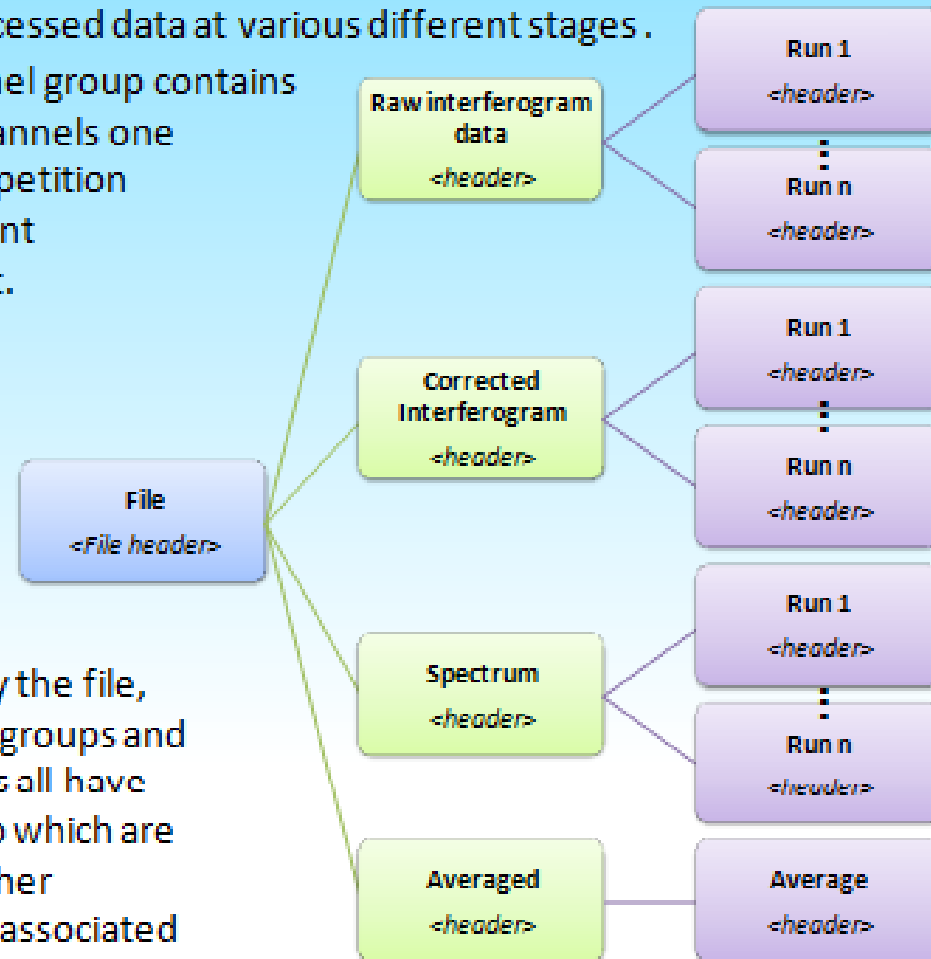 cessed data at various different stages.
nel group contains
annels one
petition
nt
t.
File
<File header>
y the file,
groups and
s all have
o which are
her
associated
Raw interferogram
data
<header>
Run 1
<header>
Run n
<header>
Corrected
Interferogram
<header>
Run 1
<header>
Run n
<header>
Spectrum
<header>
Run 1
<header>
Run n
<header>
Averaged
<header>
Average
<header>